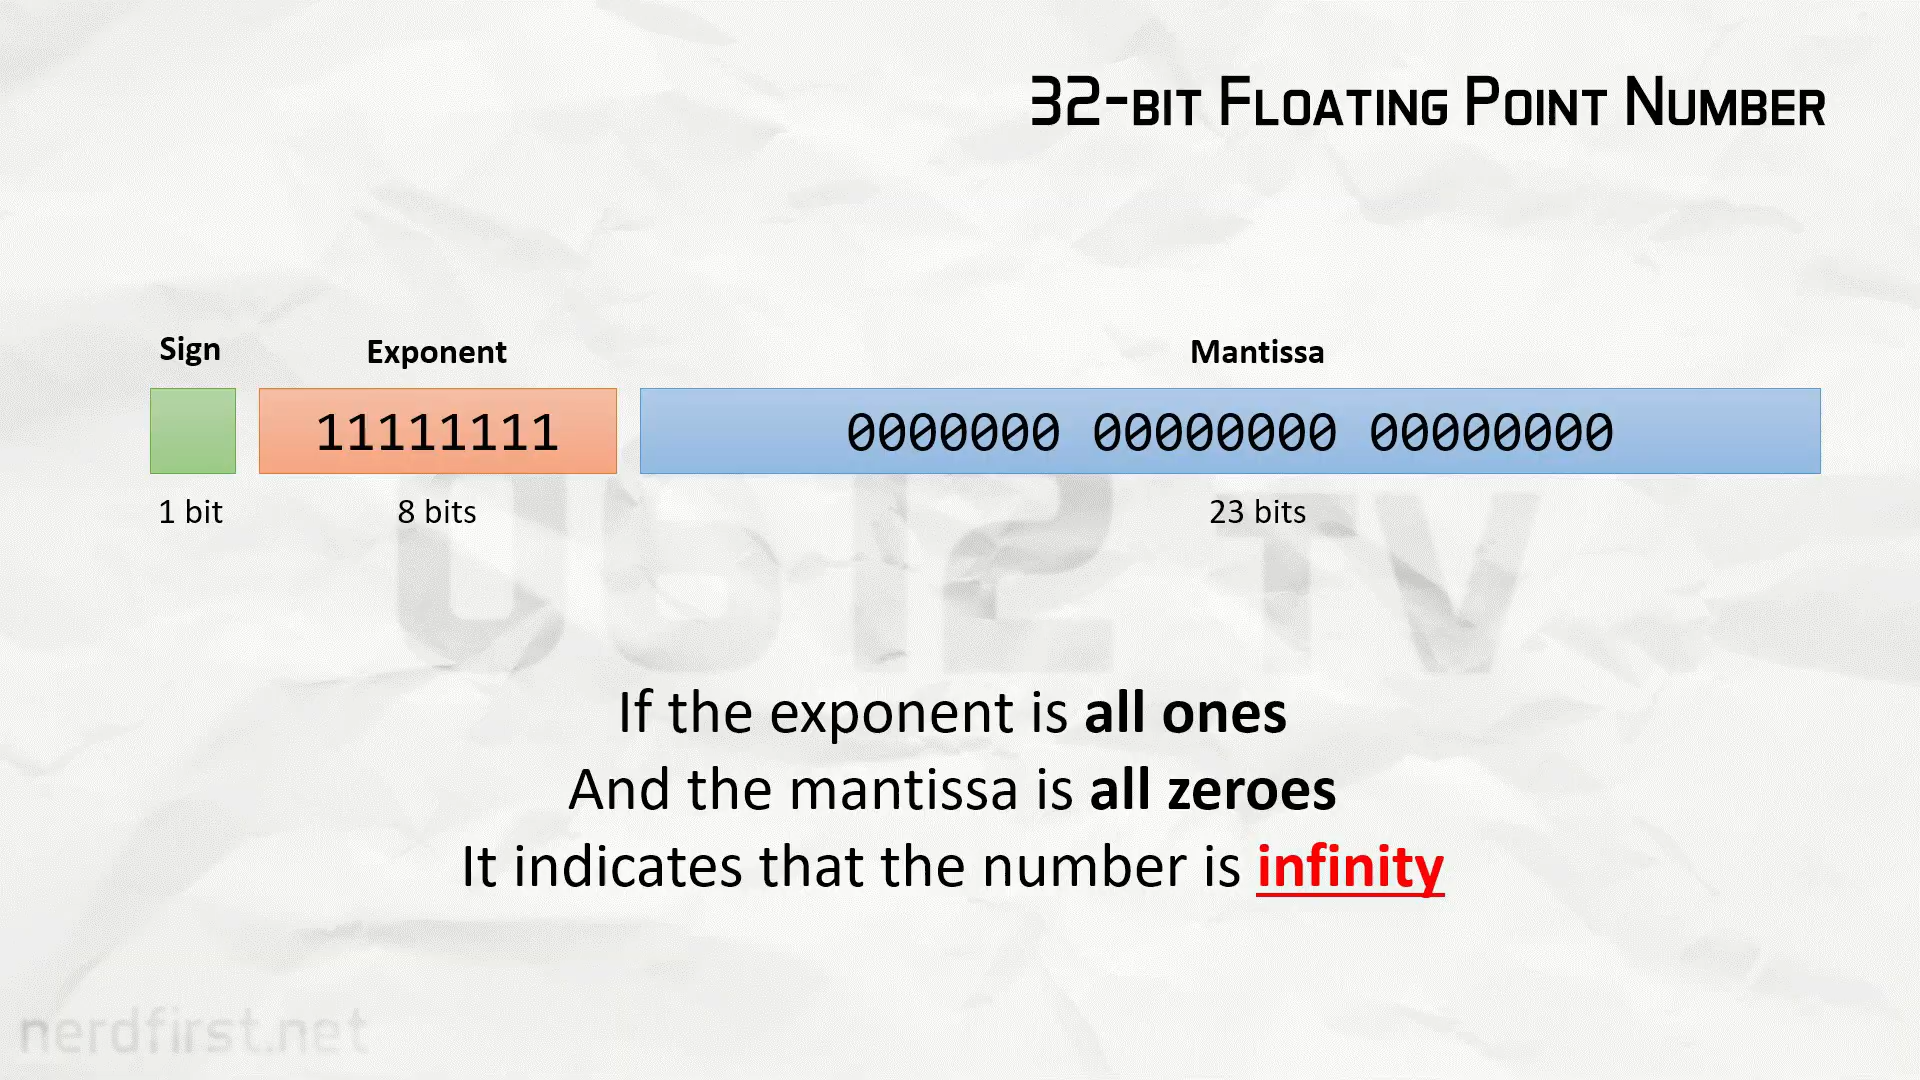 32-BIT FLOATING POINT NUMBER
Sign Exponent Mantissa
11111111 0000000 00000000 00000000
1 bit 8 bits 23 bits
0612 TV
If the exponent is all ones
And the mantissa is all zeroes
It indicates that the number is infinity
nerdfirst.net